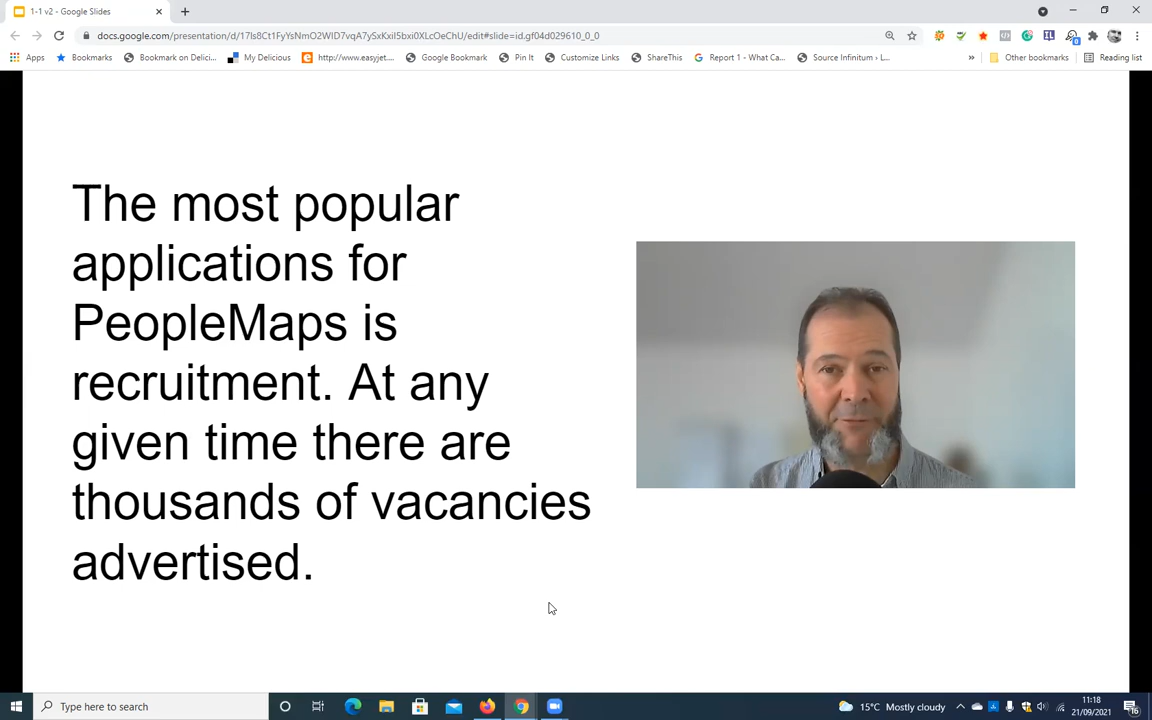 1-1 v2 - Google Slides
docs.google.com/presentation/d/17Is8Ct1FyYsNmO2WID7vqA7ySxKxiI5bxi0XLcOeChU/edit#slide=id.gf04d029610_0_0
Apps Bookmarks Bookmark on Delici... My Delicious http://www.easyjet.... Google Bookmark Pin It Customize Links ShareThis Report 1 - What Ca... Source Infinitum › L... » Other bookmarks Reading list
The most popular
applications for
PeopleMaps is
recruitment. At any
given time there are
thousands of vacancies
advertised.
Type here to search
15°C Mostly cloudy
11:18
21/09/2021
16